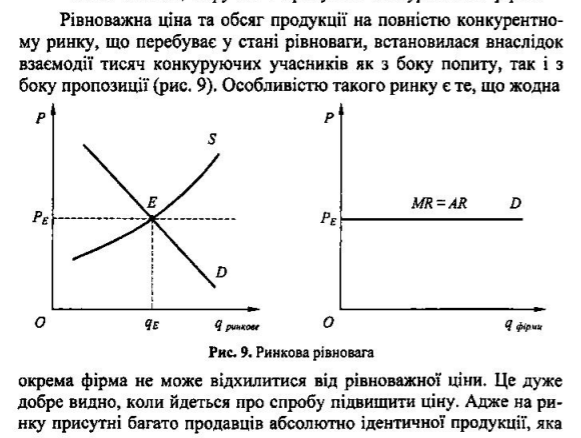 Рівноважна ціна та обсяг продукції на повністю конкурентно-
му ринку, що перебуває у стані рівноваги, встановилася внаслідок
взаємодії тисяч конкуруючих учасників як з боку попиту, так і з
боку пропозиції (рис. 9). Особливістю такого ринку є те, що жодна
P
S
E
P_E
D
O
q_E
q ринкове
P
MR = AR
D
P_E
O
q фірми
Рис. 9. Ринкова рівновага
окрема фірма не може відхилитися від рівноважної ціни. Це дуже
добре видно, коли йдеться про спробу підвищити ціну. Адже на ри-
нку присутні багато продавців абсолютно ідентичної продукції, яка